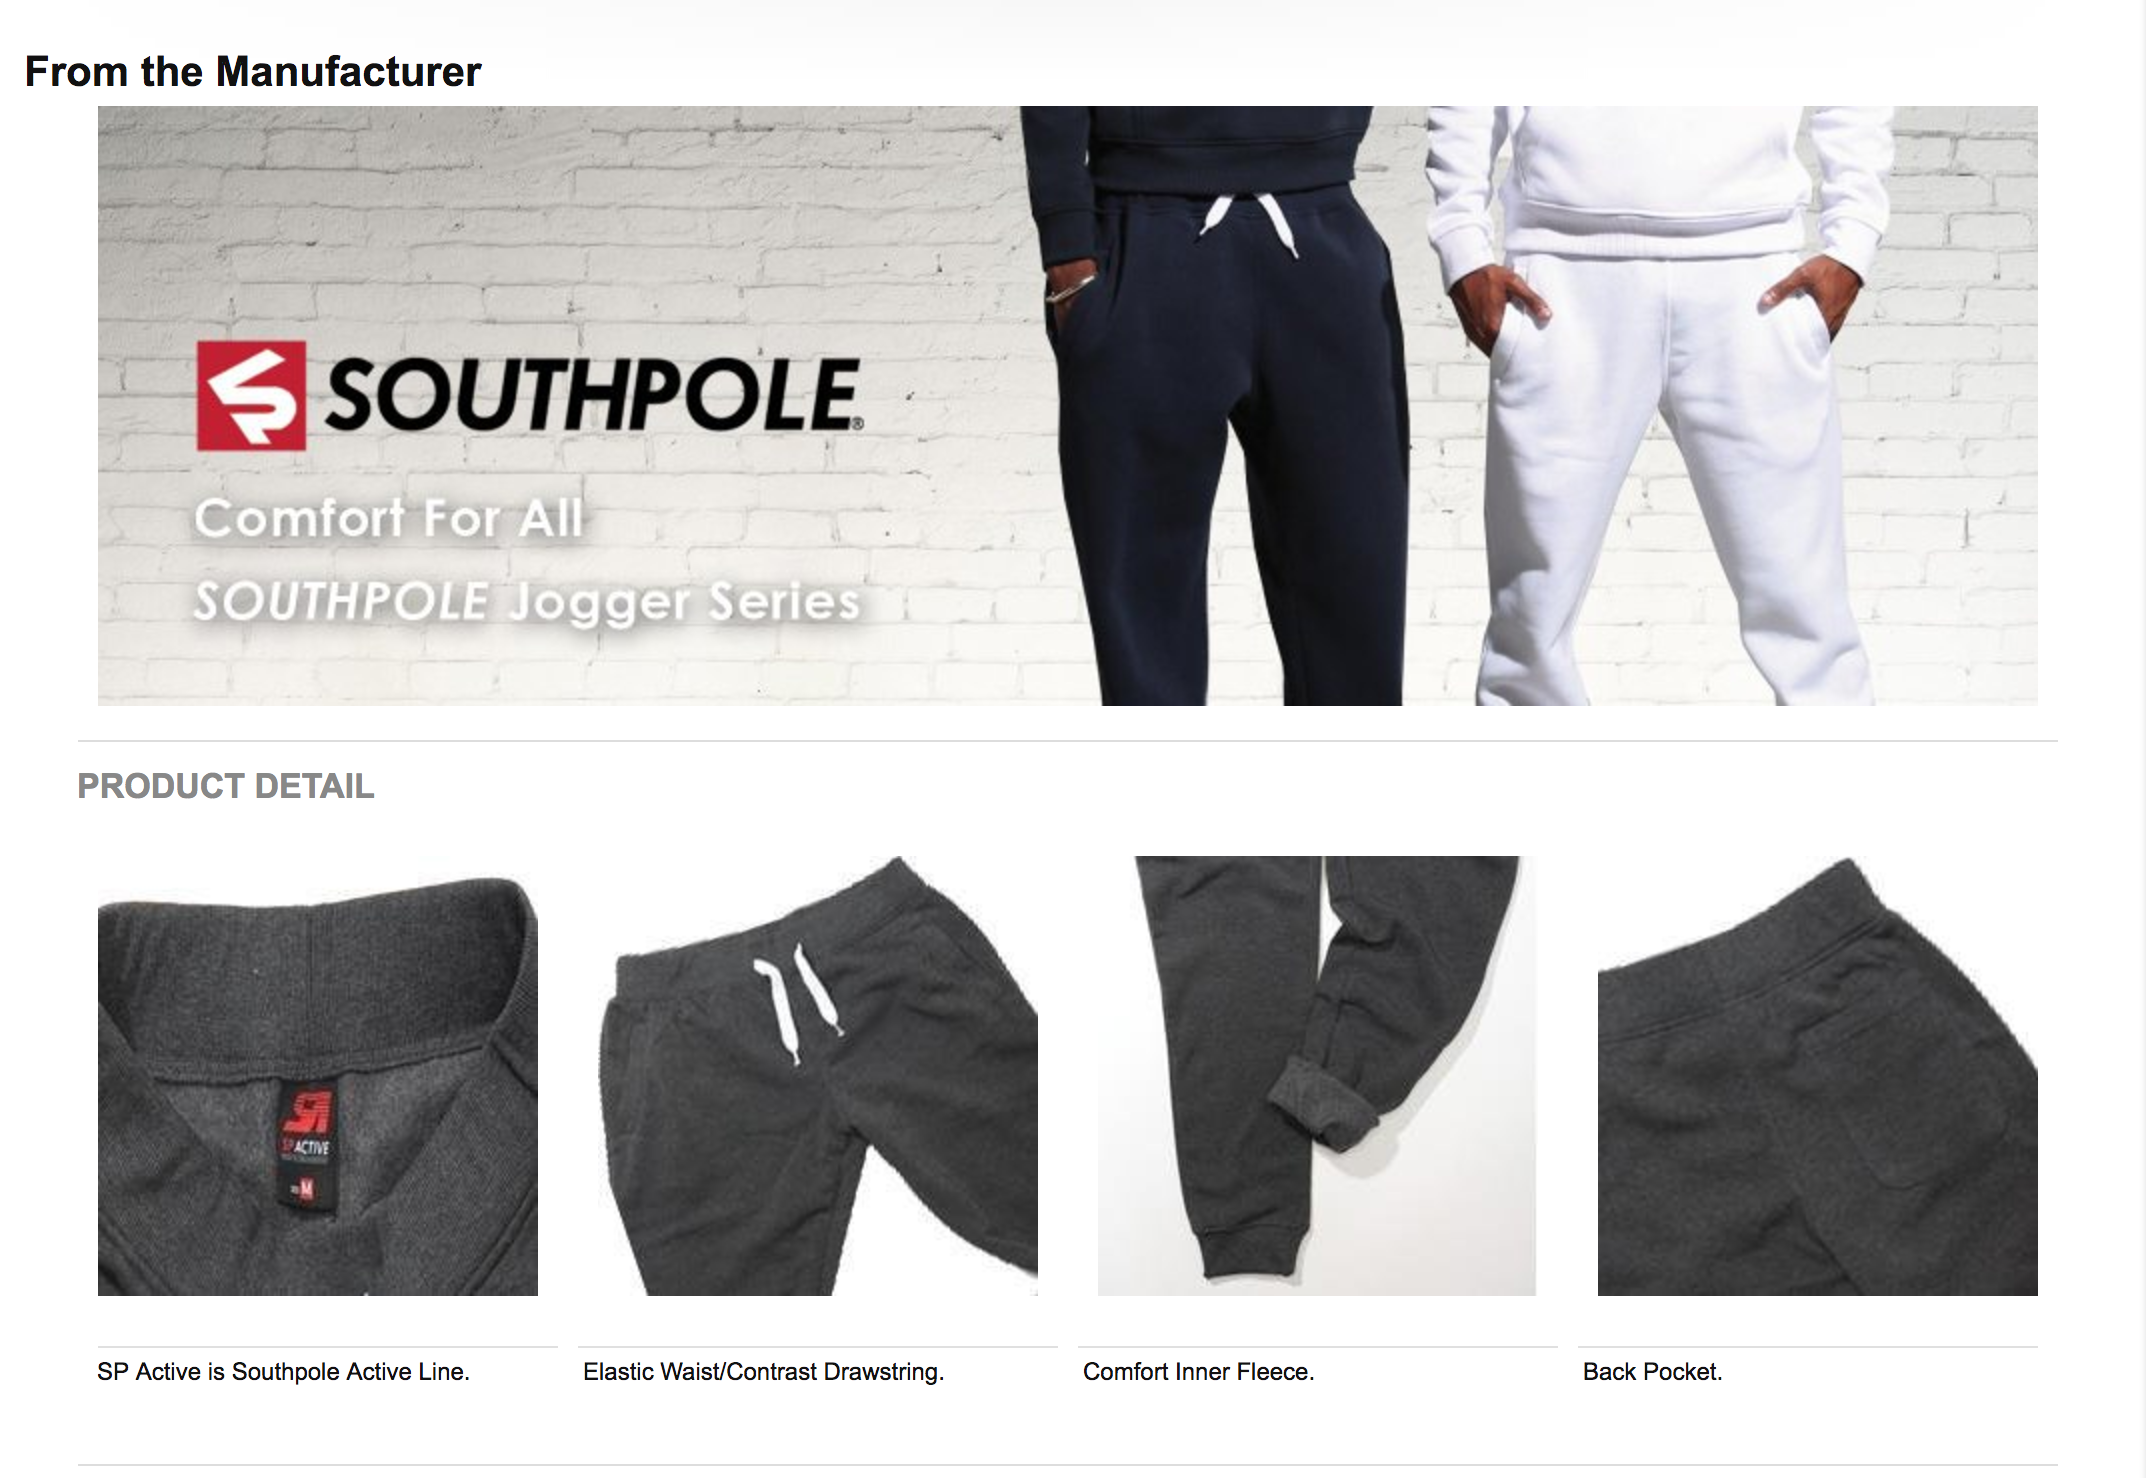 From the Manufacturer
SOUTHPOLE®
Comfort For All
SOUTHPOLE Jogger Series
PRODUCT DETAIL
SP ACTIVE
M
SP Active is Southpole Active Line.
Elastic Waist/Contrast Drawstring.
Comfort Inner Fleece.
Back Pocket.